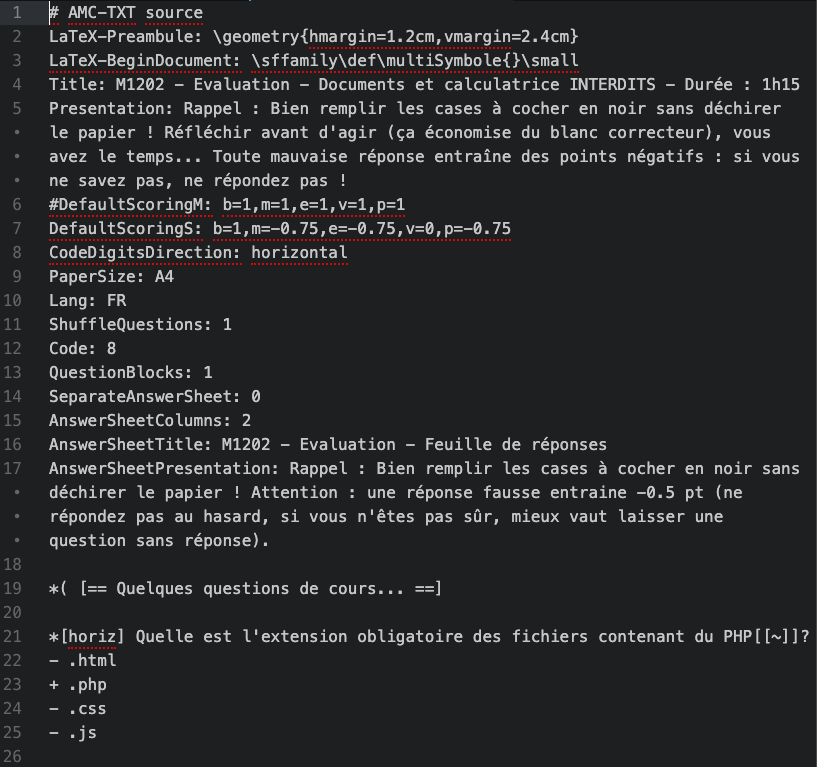 1 # AMC-TXT source
2 LaTeX-Preambule: \geometry{hmargin=1.2cm,vmargin=2.4cm}
3 LaTeX-BeginDocument: \sffamily\def\multiSymbole{}\small
4 Title: M1202 - Evaluation - Documents et calculatrice INTERDITS - Durée : 1h15
5 Presentation: Rappel : Bien remplir les cases à cocher en noir sans déchirer
• le papier ! Réfléchir avant d'agir (ça économise du blanc correcteur), vous
• avez le temps... Toute mauvaise réponse entraîne des points négatifs : si vous
• ne savez pas, ne répondez pas !
6 #DefaultScoringM: b=1,m=1,e=1,v=1,p=1
7 DefaultScoringS: b=1,m=-0.75,e=-0.75,v=0,p=-0.75
8 CodeDigitsDirection: horizontal
9 PaperSize: A4
10 Lang: FR
11 ShuffleQuestions: 1
12 Code: 8
13 QuestionBlocks: 1
14 SeparateAnswerSheet: 0
15 AnswerSheetColumns: 2
16 AnswerSheetTitle: M1202 - Evaluation - Feuille de réponses
17 AnswerSheetPresentation: Rappel : Bien remplir les cases à cocher en noir sans
• déchirer le papier ! Attention : une réponse fausse entraine -0.5 pt (ne
• répondez pas au hasard, si vous n'êtes pas sûr, mieux vaut laisser une
• question sans réponse).
18
19 *( [== Quelques questions de cours... ==]
20
21 *[horiz] Quelle est l'extension obligatoire des fichiers contenant du PHP[[~]]?
22 - .html
23 + .php
24 - .css
25 - .js
26